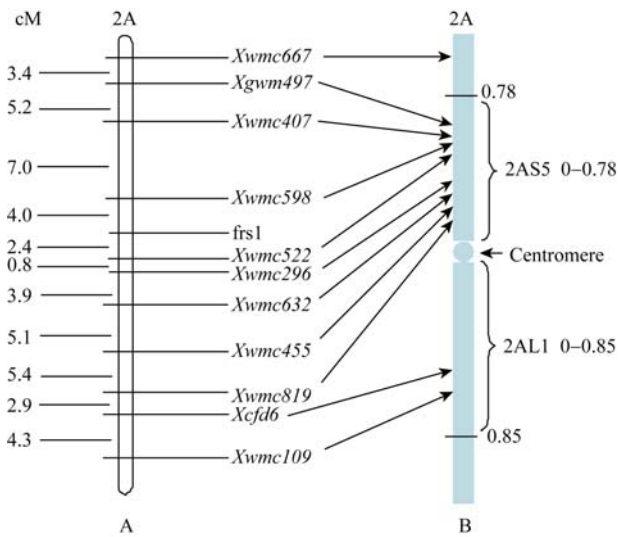 cM 2A 2A
Xwmc667
3.4
Xgwm497
0.78
5.2
Xwmc407
7.0
2AS5 0–0.78
Xwmc598
4.0
frs1
2.4
Xwmc522
Centromere
0.8
Xwmc296
3.9
Xwmc632
5.1
2AL1 0–0.85
Xwmc455
5.4
Xwmc819
2.9
Xcfd6
4.3
0.85
Xwmc109
A B